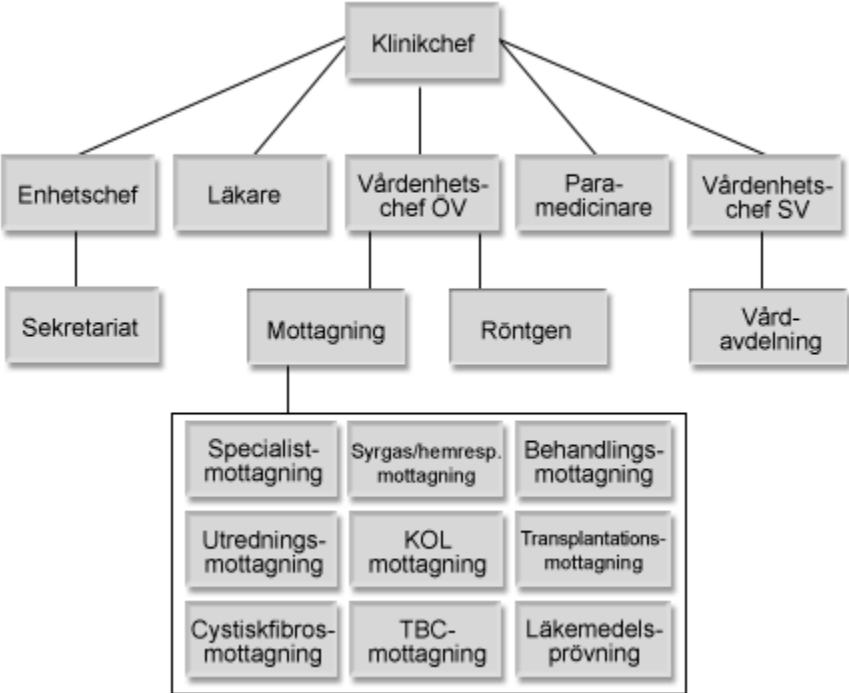 Klinikchef
Enhetschef
Läkare
Vårdenhets-
chef ÖV
Para-
medicinare
Vårdenhets-
chef SV
Sekretariat
Mottagning
Röntgen
Vård-
avdelning
Specialist-
mottagning
Syrgas/hemresp.
mottagning
Behandlings-
mottagning
Utrednings-
mottagning
KOL
mottagning
Transplantations-
mottagning
Cystiskfibros-
mottagning
TBC-
mottagning
Läkemedels-
prövning